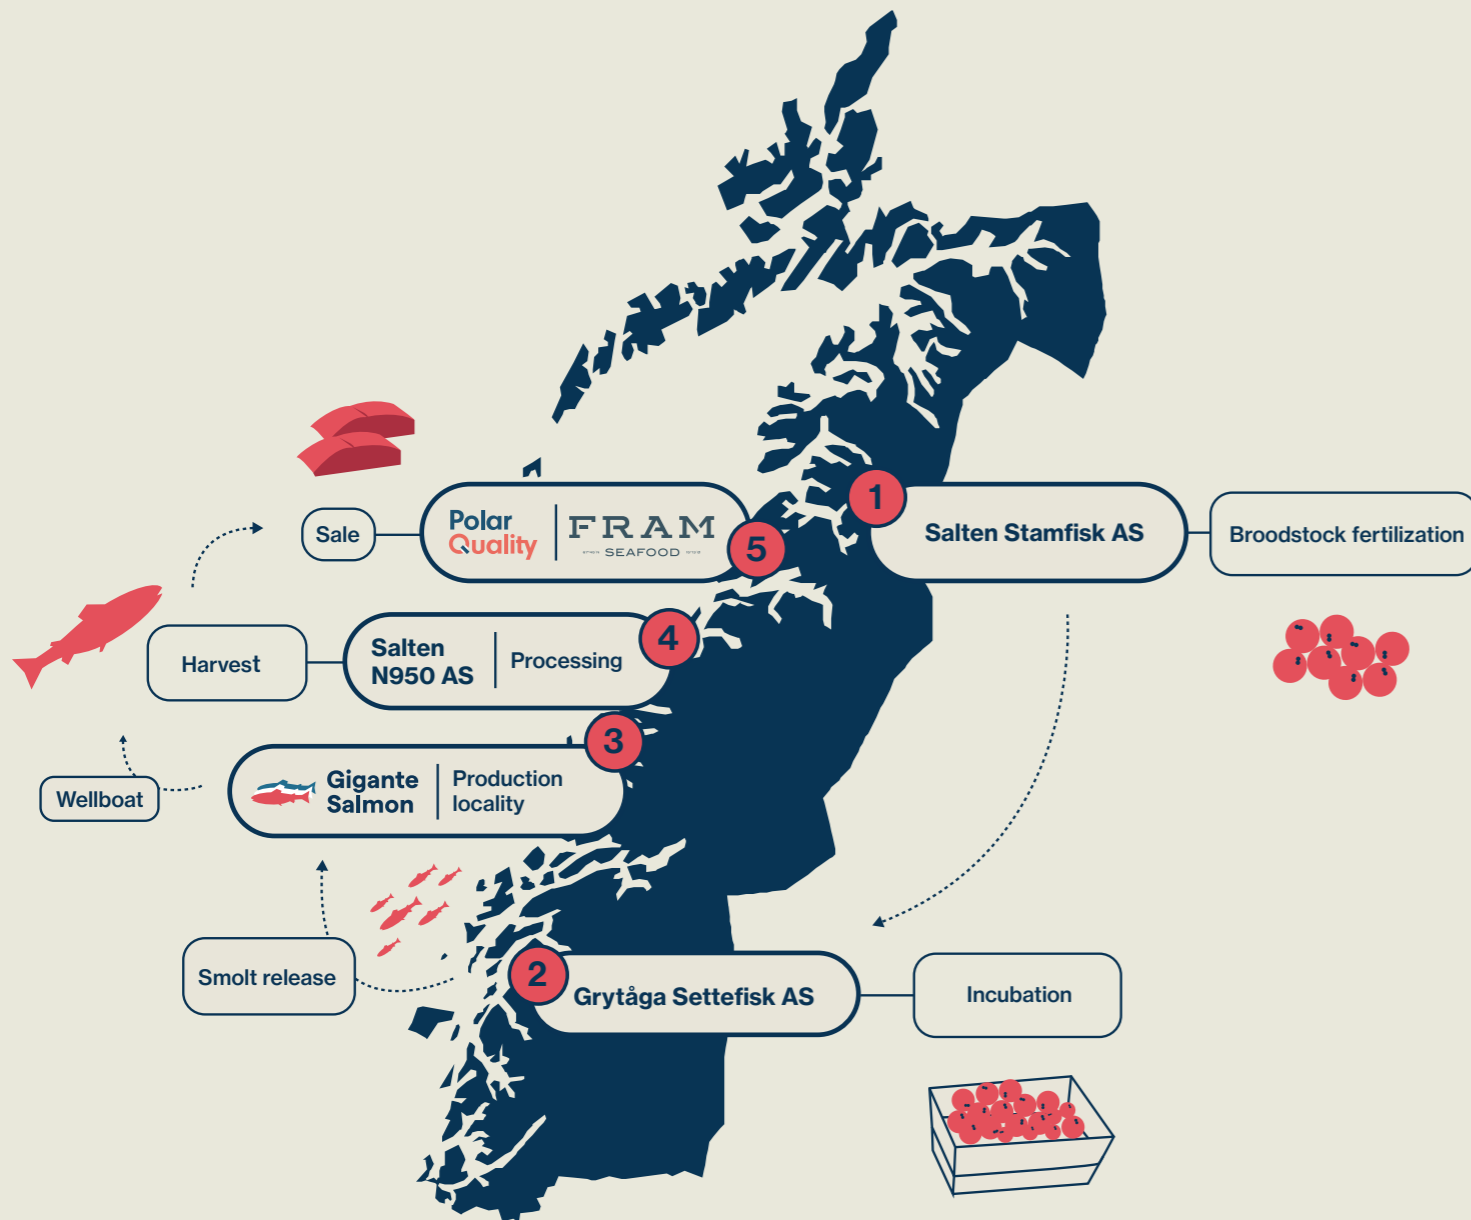 1
Salten Stamfisk AS
Broodstock fertilization
2
Grytåga Settefisk AS
Incubation
Smolt release
3
Gigante
Salmon
Production
locality
Wellboat
4
Salten
N950 AS
Processing
Harvest
5
Polar
Quality
FRAM
SEAFOOD
Sale